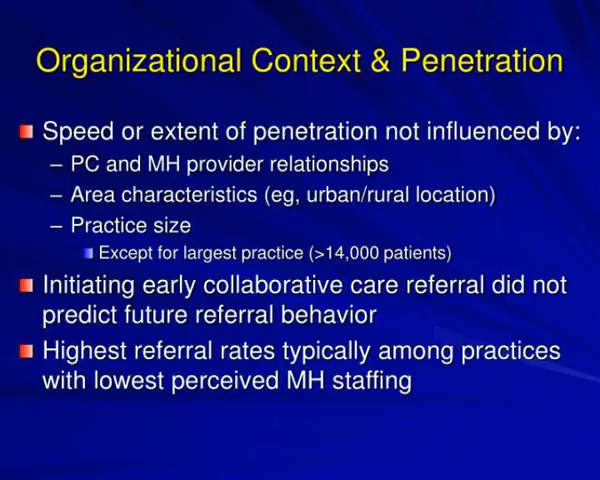 Organizational Context & Penetration
Speed or extent of penetration not influenced by:
– PC and MH provider relationships
– Area characteristics (eg, urban/rural location)
– Practice size
Except for largest practice (>14,000 patients)
Initiating early collaborative care referral did not
predict future referral behavior
Highest referral rates typically among practices
with lowest perceived MH staffing